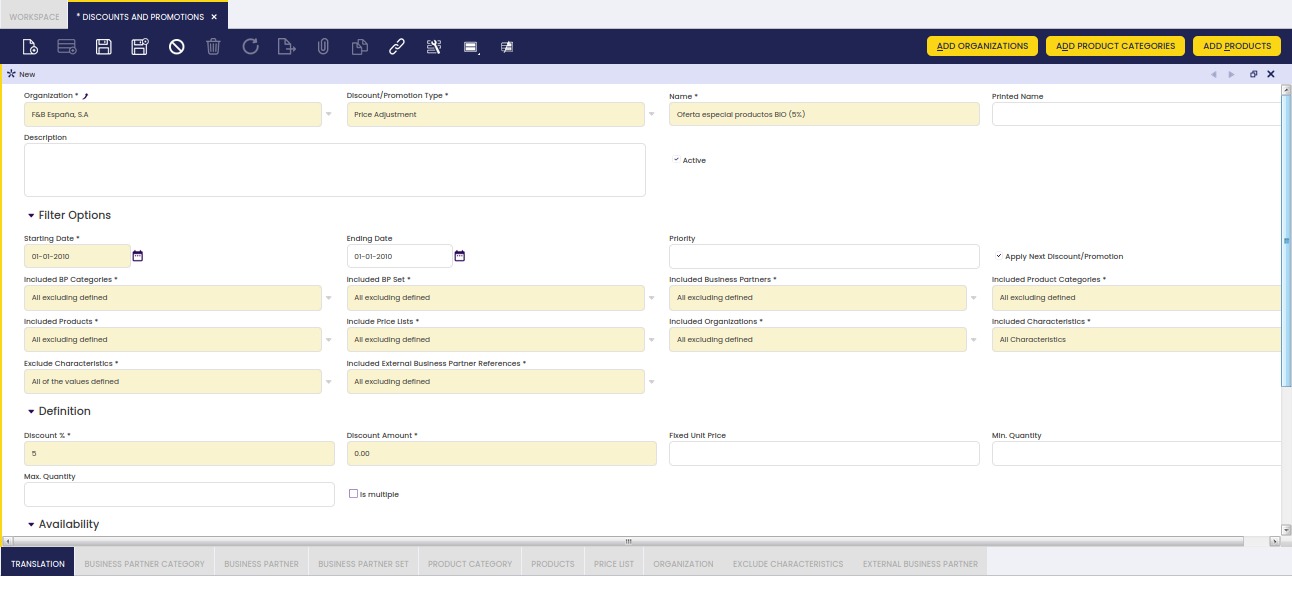 WORKSPACE * DISCOUNTS AND PROMOTIONS ×
ADD ORGANIZATIONS ADD PRODUCT CATEGORIES ADD PRODUCTS
New
Organization * Discount/Promotion Type * Name * Printed Name
F&B España, S.A Price Adjustment Oferta especial productos BIO (5%)
Description
Active
Filter Options
Starting Date * Ending Date Priority
01-01-2010 01-01-2010 Apply Next Discount/Promotion
Included BP Categories * Included BP Set * Included Business Partners * Included Product Categories *
All excluding defined All excluding defined All excluding defined All excluding defined
Included Products * Include Price Lists * Included Organizations * Included Characteristics *
All excluding defined All excluding defined All excluding defined All Characteristics
Exclude Characteristics * Included External Business Partner References *
All of the values defined All excluding defined
Definition
Discount % * Discount Amount * Fixed Unit Price Min. Quantity
5 0.00
Max. Quantity
Is multiple
Availability
TRANSLATION BUSINESS PARTNER CATEGORY BUSINESS PARTNER BUSINESS PARTNER SET PRODUCT CATEGORY PRODUCTS PRICE LIST ORGANIZATION EXCLUDE CHARACTERISTICS EXTERNAL BUSINESS PARTNER